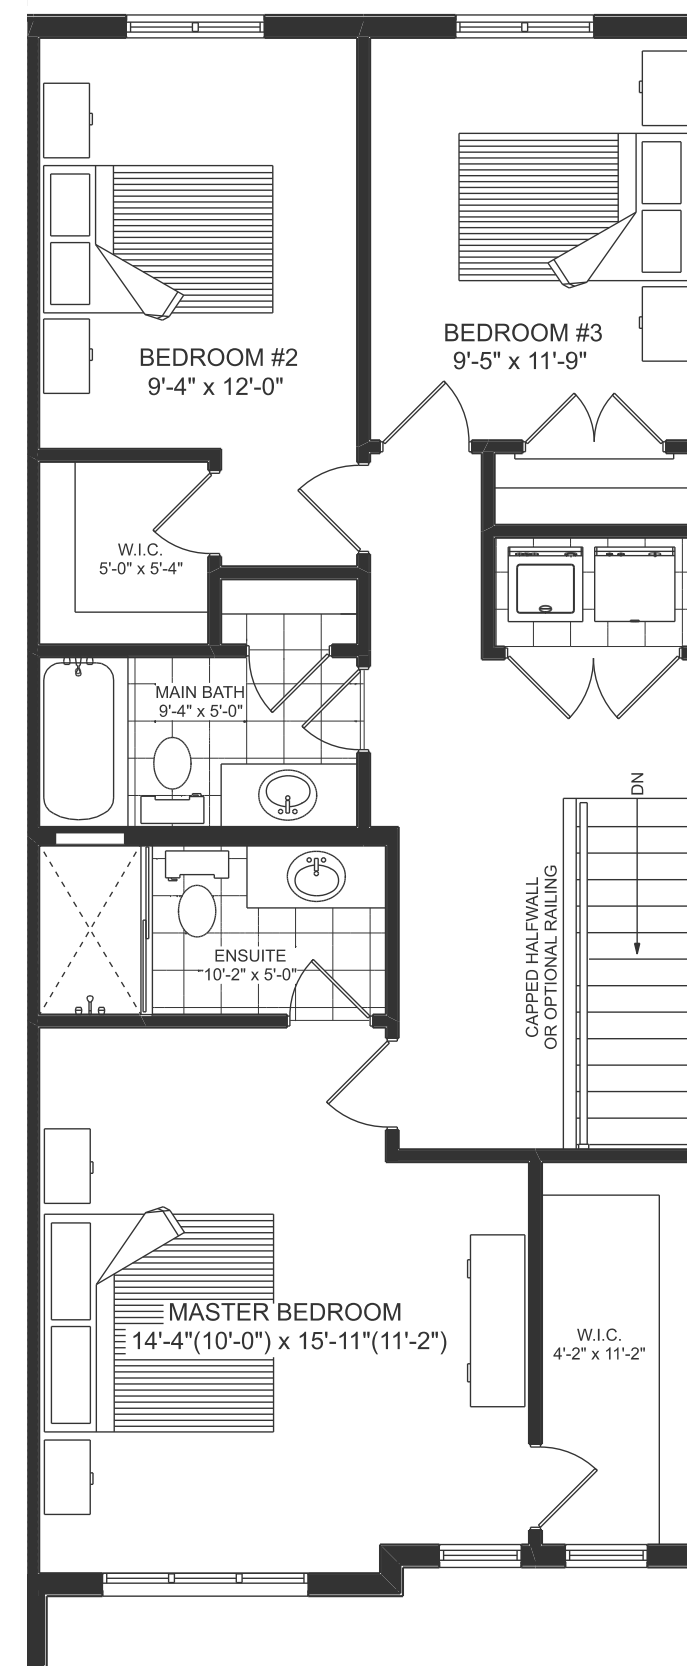 BEDROOM #2
9'-4" x 12'-0"
BEDROOM #3
9'-5" x 11'-9"
W.I.C.
5'-0" x 5'-4"
MAIN BATH
9'-4" x 5'-0"
DN
CAPPED HALFWALL
OR OPTIONAL RAILING
ENSUITE
10'-2" x 5'-0"
MASTER BEDROOM
14'-4"(10'-0") x 15'-11"(11'-2")
W.I.C.
4'-2" x 11'-2"